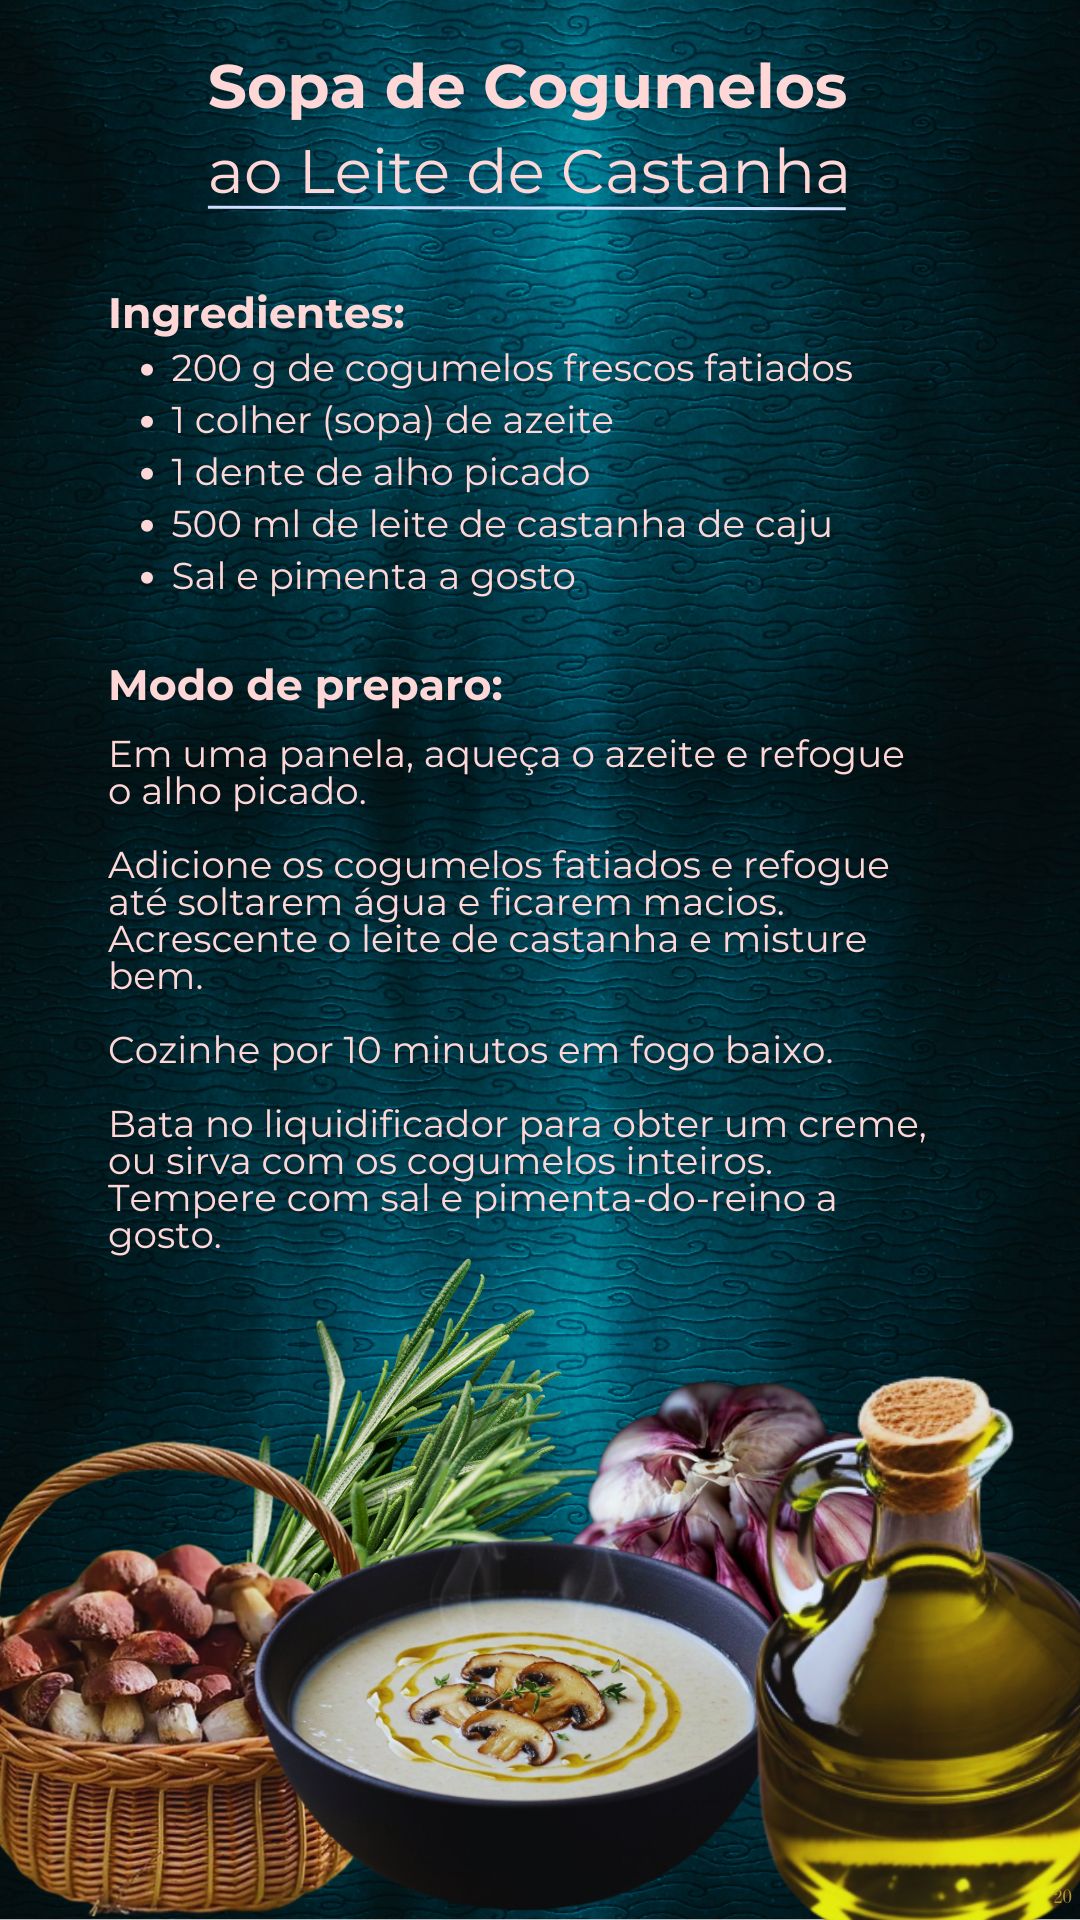 Sopa de Cogumelos
ao Leite de Castanha
Ingredientes:
• 200 g de cogumelos frescos fatiados
• 1 colher (sopa) de azeite
• 1 dente de alho picado
• 500 ml de leite de castanha de caju
• Sal e pimenta a gosto
Modo de preparo:
Em uma panela, aqueça o azeite e refogue
o alho picado.
Adicione os cogumelos fatiados e refogue
até soltarem água e ficarem macios.
Acrescente o leite de castanha e misture
bem.
Cozinhe por 10 minutos em fogo baixo.
Bata no liquidificador para obter um creme,
ou sirva com os cogumelos inteiros.
Tempere com sal e pimenta-do-reino a
gosto.
20